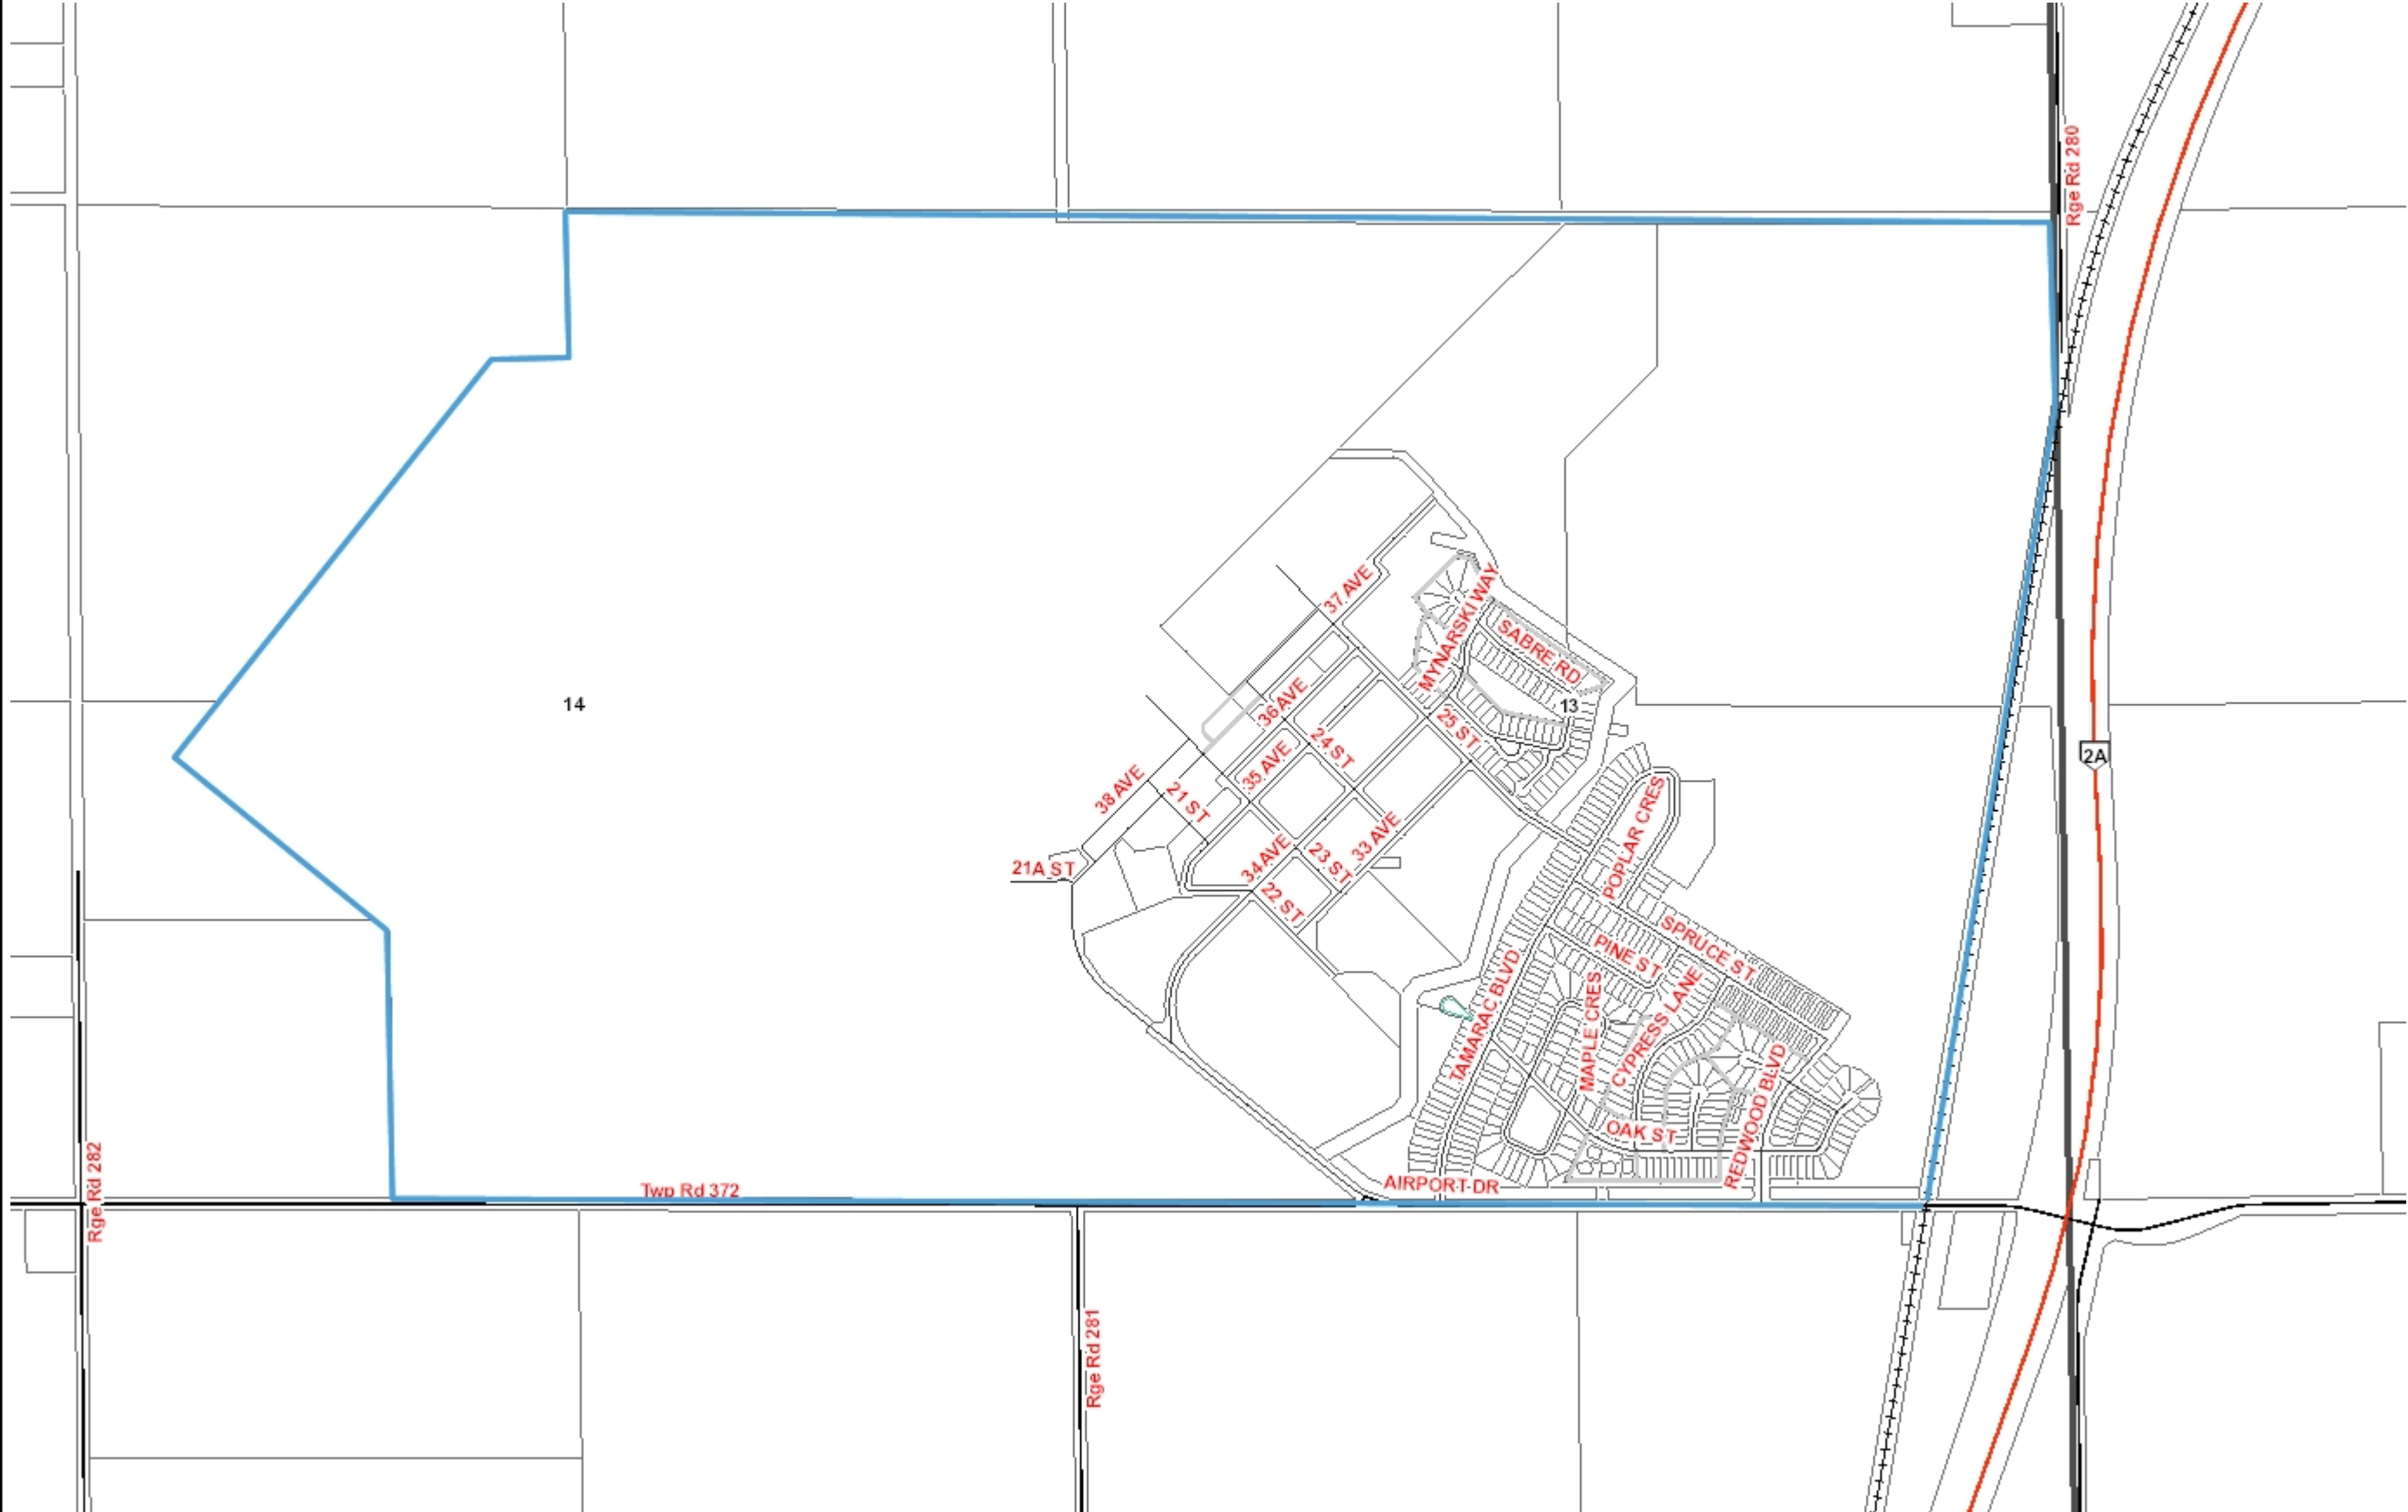 Rge Rd 280
37 AVE
MYNARSKI WAY
SABRE RD
36 AVE
14
13
25 ST
24 ST
35 AVE
2A
38 AVE
21 ST
POPLAR CRES
33 AVE
34 AVE
23 ST
21A ST
22 ST
SPRUCE ST
PINE ST
TAMARAC BLVD
MAPLE CRES
CYPRESS LANE
REDWOOD BLVD
OAK ST
Rge Rd 282
Twp Rd 372
AIRPORT DR
Rge Rd 281